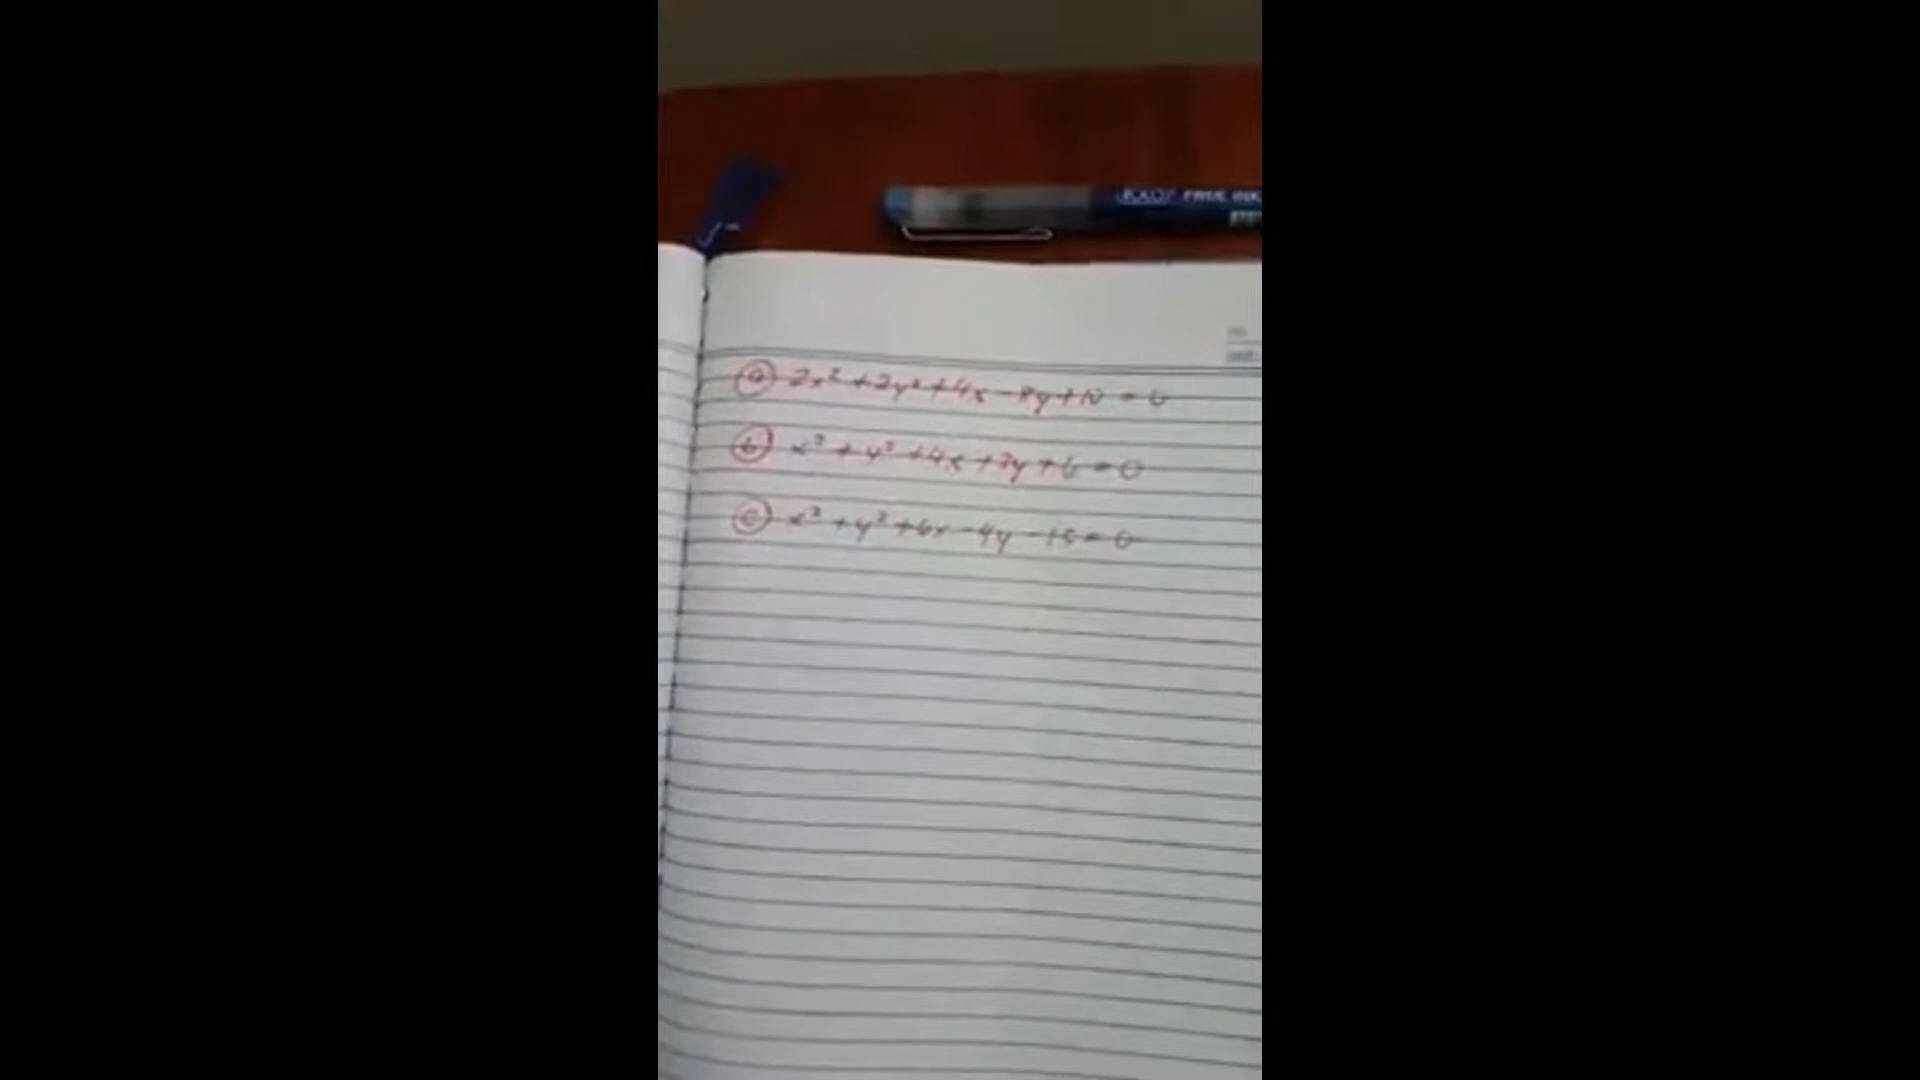 (a) 2x² + 2y² + 4x - 8y + 10 = 0
(b) x² + y² + 4x + 2y + 6 = 0
(c) x² + y² + 6x - 4y - 15 = 0